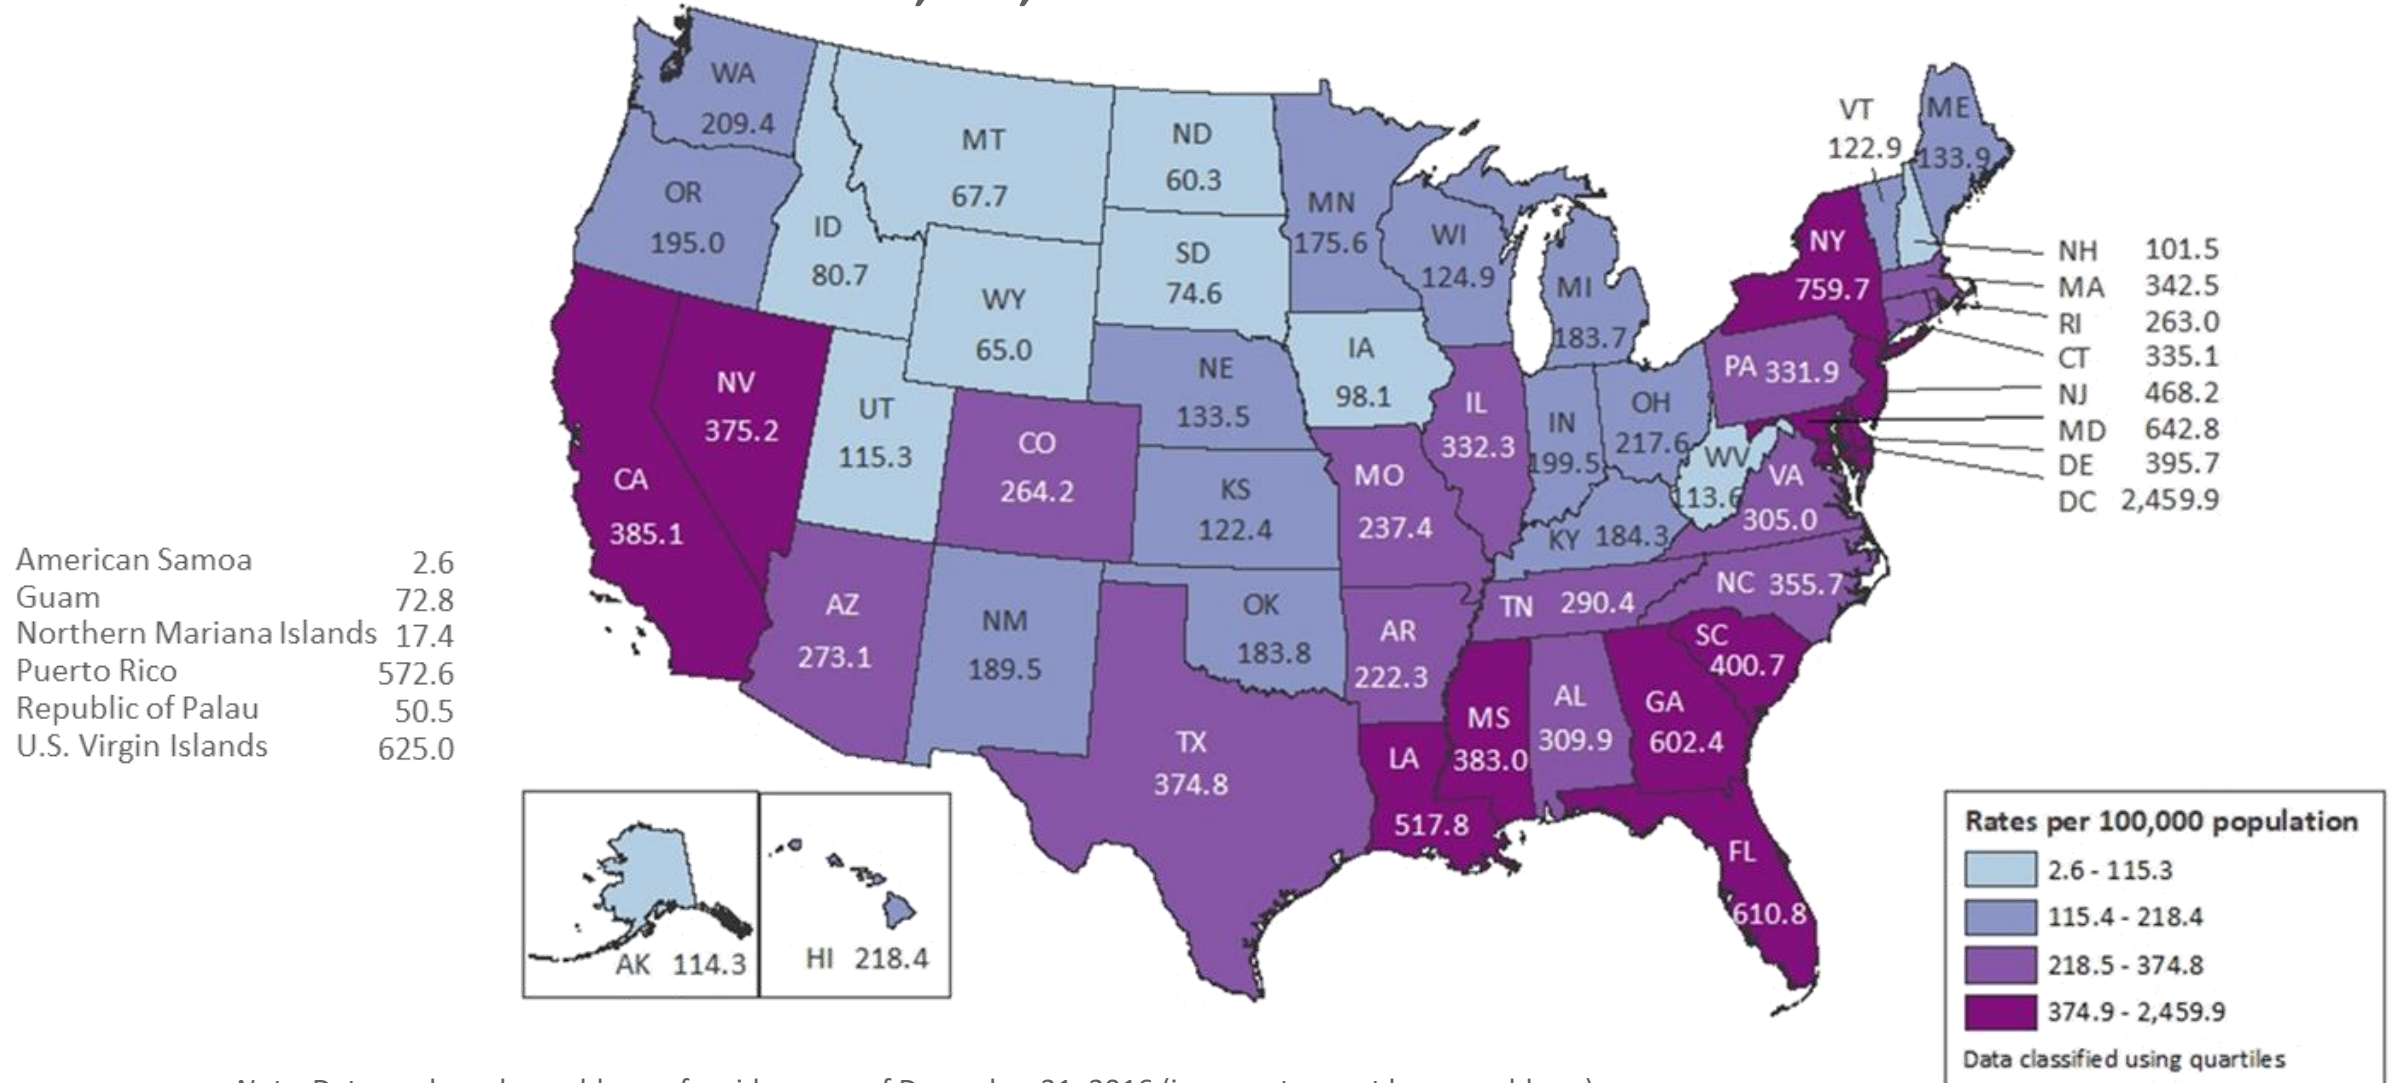 WA
209.4
OR
195.0
ID
80.7
MT
67.7
ND
60.3
SD
74.6
WY
65.0
MN
175.6
WI
124.9
MI
183.7
IA
98.1
NE
133.5
NV
375.2
UT
115.3
CO
264.2
KS
122.4
CA
385.1
MO
237.4
IL
332.3
IN
199.5
OH
217.6
PA 331.9
NY
759.7
VT
122.9
ME
133.9
NH 101.5
MA 342.5
RI 263.0
CT 335.1
NJ 468.2
MD 642.8
DE 395.7
DC 2,459.9
WV
113.6
VA
305.0
KY 184.3
NC 355.7
TN 290.4
SC
400.7
AZ
273.1
NM
189.5
OK
183.8
AR
222.3
TX
374.8
LA
517.8
MS
383.0
AL
309.9
GA
602.4
FL
610.8
AK 114.3
HI 218.4
American Samoa 2.6
Guam 72.8
Northern Mariana Islands 17.4
Puerto Rico 572.6
Republic of Palau 50.5
U.S. Virgin Islands 625.0
Rates per 100,000 population
2.6 - 115.3
115.4 - 218.4
218.5 - 374.8
374.9 - 2,459.9
Data classified using quartiles